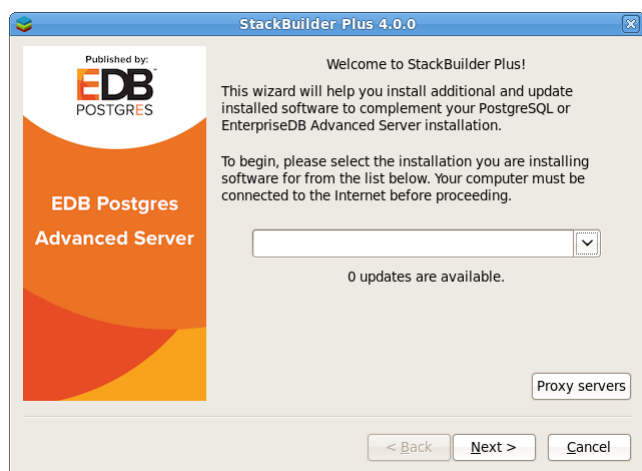 StackBuilder Plus 4.0.0
Published by:
EDB
POSTGRES
EDB Postgres
Advanced Server
Welcome to StackBuilder Plus!
This wizard will help you install additional and update
installed software to complement your PostgreSQL or
EnterpriseDB Advanced Server installation.
To begin, please select the installation you are installing
software for from the list below. Your computer must be
connected to the Internet before proceeding.
0 updates are available.
Proxy servers
< Back
Next >
Cancel